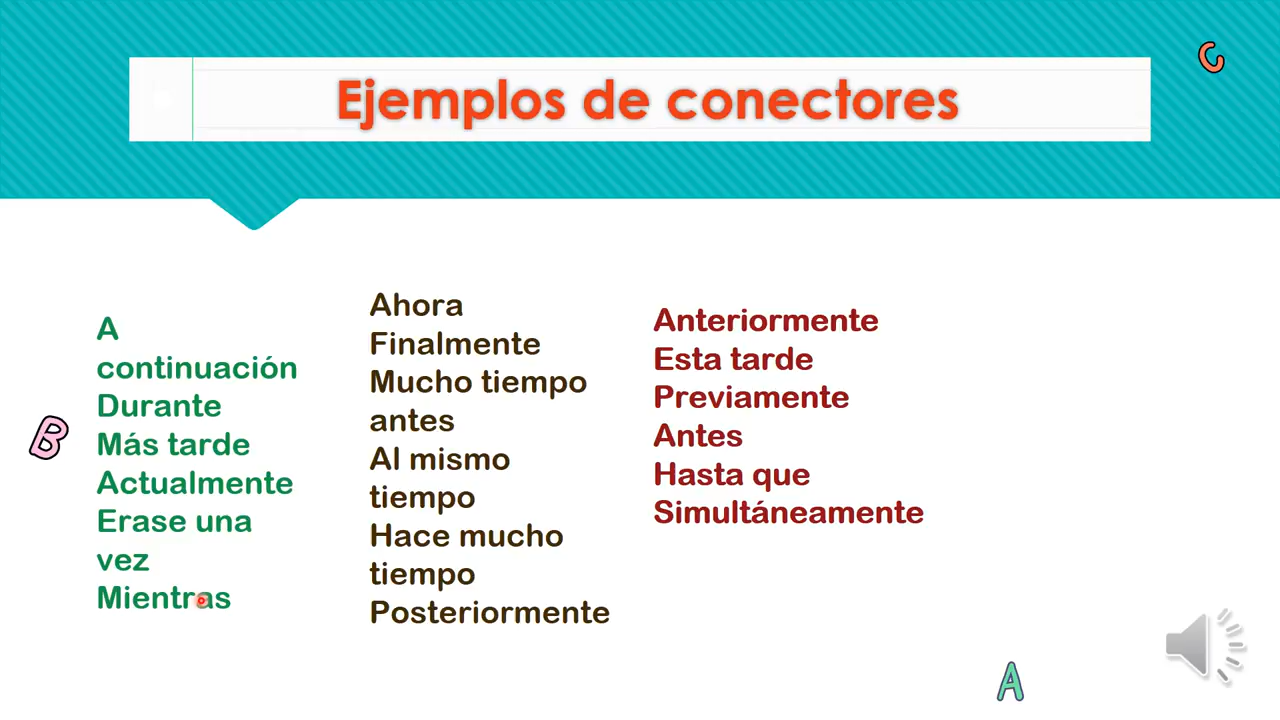 Ejemplos de conectores
C
A
continuación
Durante
Más tarde
Actualmente
Erase una
vez
Mientras
B
Ahora
Finalmente
Mucho tiempo
antes
Al mismo
tiempo
Hace mucho
tiempo
Posteriormente
Anteriormente
Esta tarde
Previamente
Antes
Hasta que
Simultáneamente
A